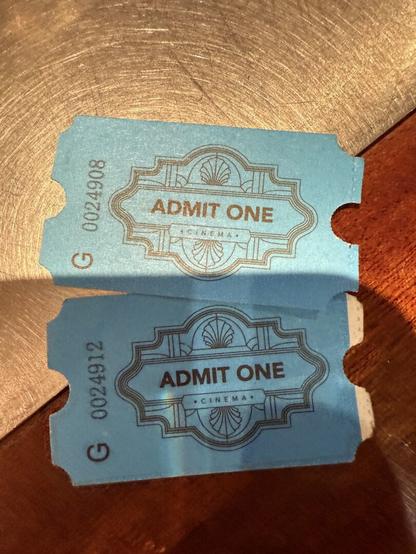 G 0024908
ADMIT ONE
• CINEMA •
G 0024912
ADMIT ONE
• CINEMA •